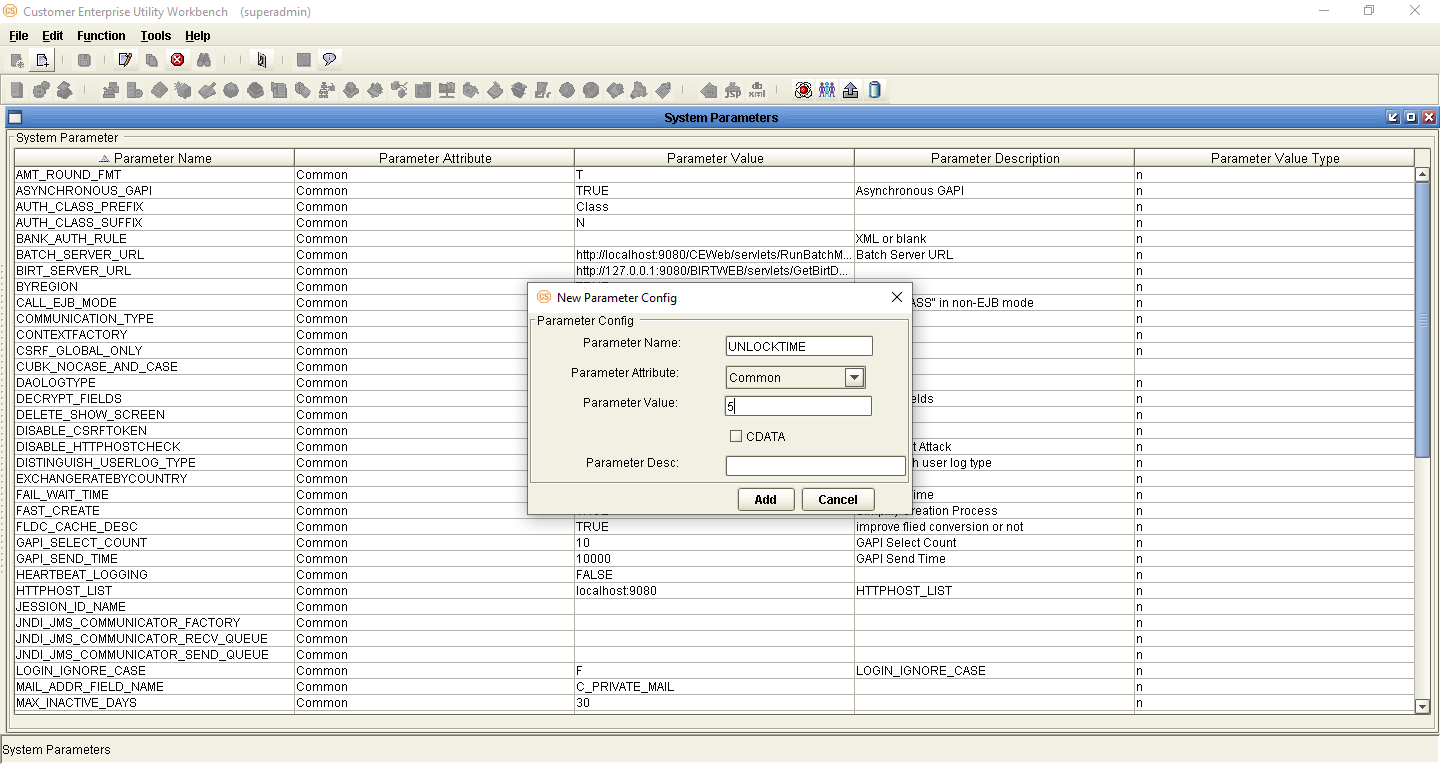 CS Customer Enterprise Utility Workbench (superadmin)
File Edit Function Tools Help
jsp xml
System Parameters
System Parameter
Parameter Name Parameter Attribute Parameter Value Parameter Description Parameter Value Type
AMT_ROUND_FMT Common T n
ASYNCHRONOUS_GAPI Common TRUE Asynchronous GAPI n
AUTH_CLASS_PREFIX Common Class n
AUTH_CLASS_SUFFIX Common N n
BANK_AUTH_RULE Common XML or blank n
BATCH_SERVER_URL Common http://localhost:9080/CEWeb/servlets/RunBatchM... Batch Server URL n
BIRT_SERVER_URL Common http://127.0.0.1:9080/BIRTWEB/servlets/GetBirtD... n
BYREGION Common n
CALL_EJB_MODE Common ASS" in non-EJB mode n
COMMUNICATION_TYPE Common n
CONTEXTFACTORY Common n
CSRF_GLOBAL_ONLY Common n
CUBK_NOCASE_AND_CASE Common
DAOLOGTYPE Common n
DECRYPT_FIELDS Common elds n
DELETE_SHOW_SCREEN Common n
DISABLE_CSRFTOKEN Common n
DISABLE_HTTPHOSTCHECK Common t Attack n
DISTINGUISH_USERLOG_TYPE Common h user log type n
EXCHANGERATEBYCOUNTRY Common n
FAIL_WAIT_TIME Common ime n
FAST_CREATE Common TRUE Simplify Creation Process n
FLDC_CACHE_DESC Common TRUE improve flied conversion or not n
GAPI_SELECT_COUNT Common 10 GAPI Select Count n
GAPI_SEND_TIME Common 10000 GAPI Send Time n
HEARTBEAT_LOGGING Common FALSE n
HTTPHOST_LIST Common localhost:9080 HTTPHOST_LIST n
JESSION_ID_NAME Common n
JNDI_JMS_COMMUNICATOR_FACTORY Common n
JNDI_JMS_COMMUNICATOR_RECV_QUEUE Common n
JNDI_JMS_COMMUNICATOR_SEND_QUEUE Common n
LOGIN_IGNORE_CASE Common F LOGIN_IGNORE_CASE n
MAIL_ADDR_FIELD_NAME Common C_PRIVATE_MAIL n
MAX_INACTIVE_DAYS Common 30 n
CS New Parameter Config
Parameter Config
Parameter Name: UNLOCKTIME
Parameter Attribute: Common
Parameter Value: 5
CDATA
Parameter Desc:
Add Cancel
System Parameters